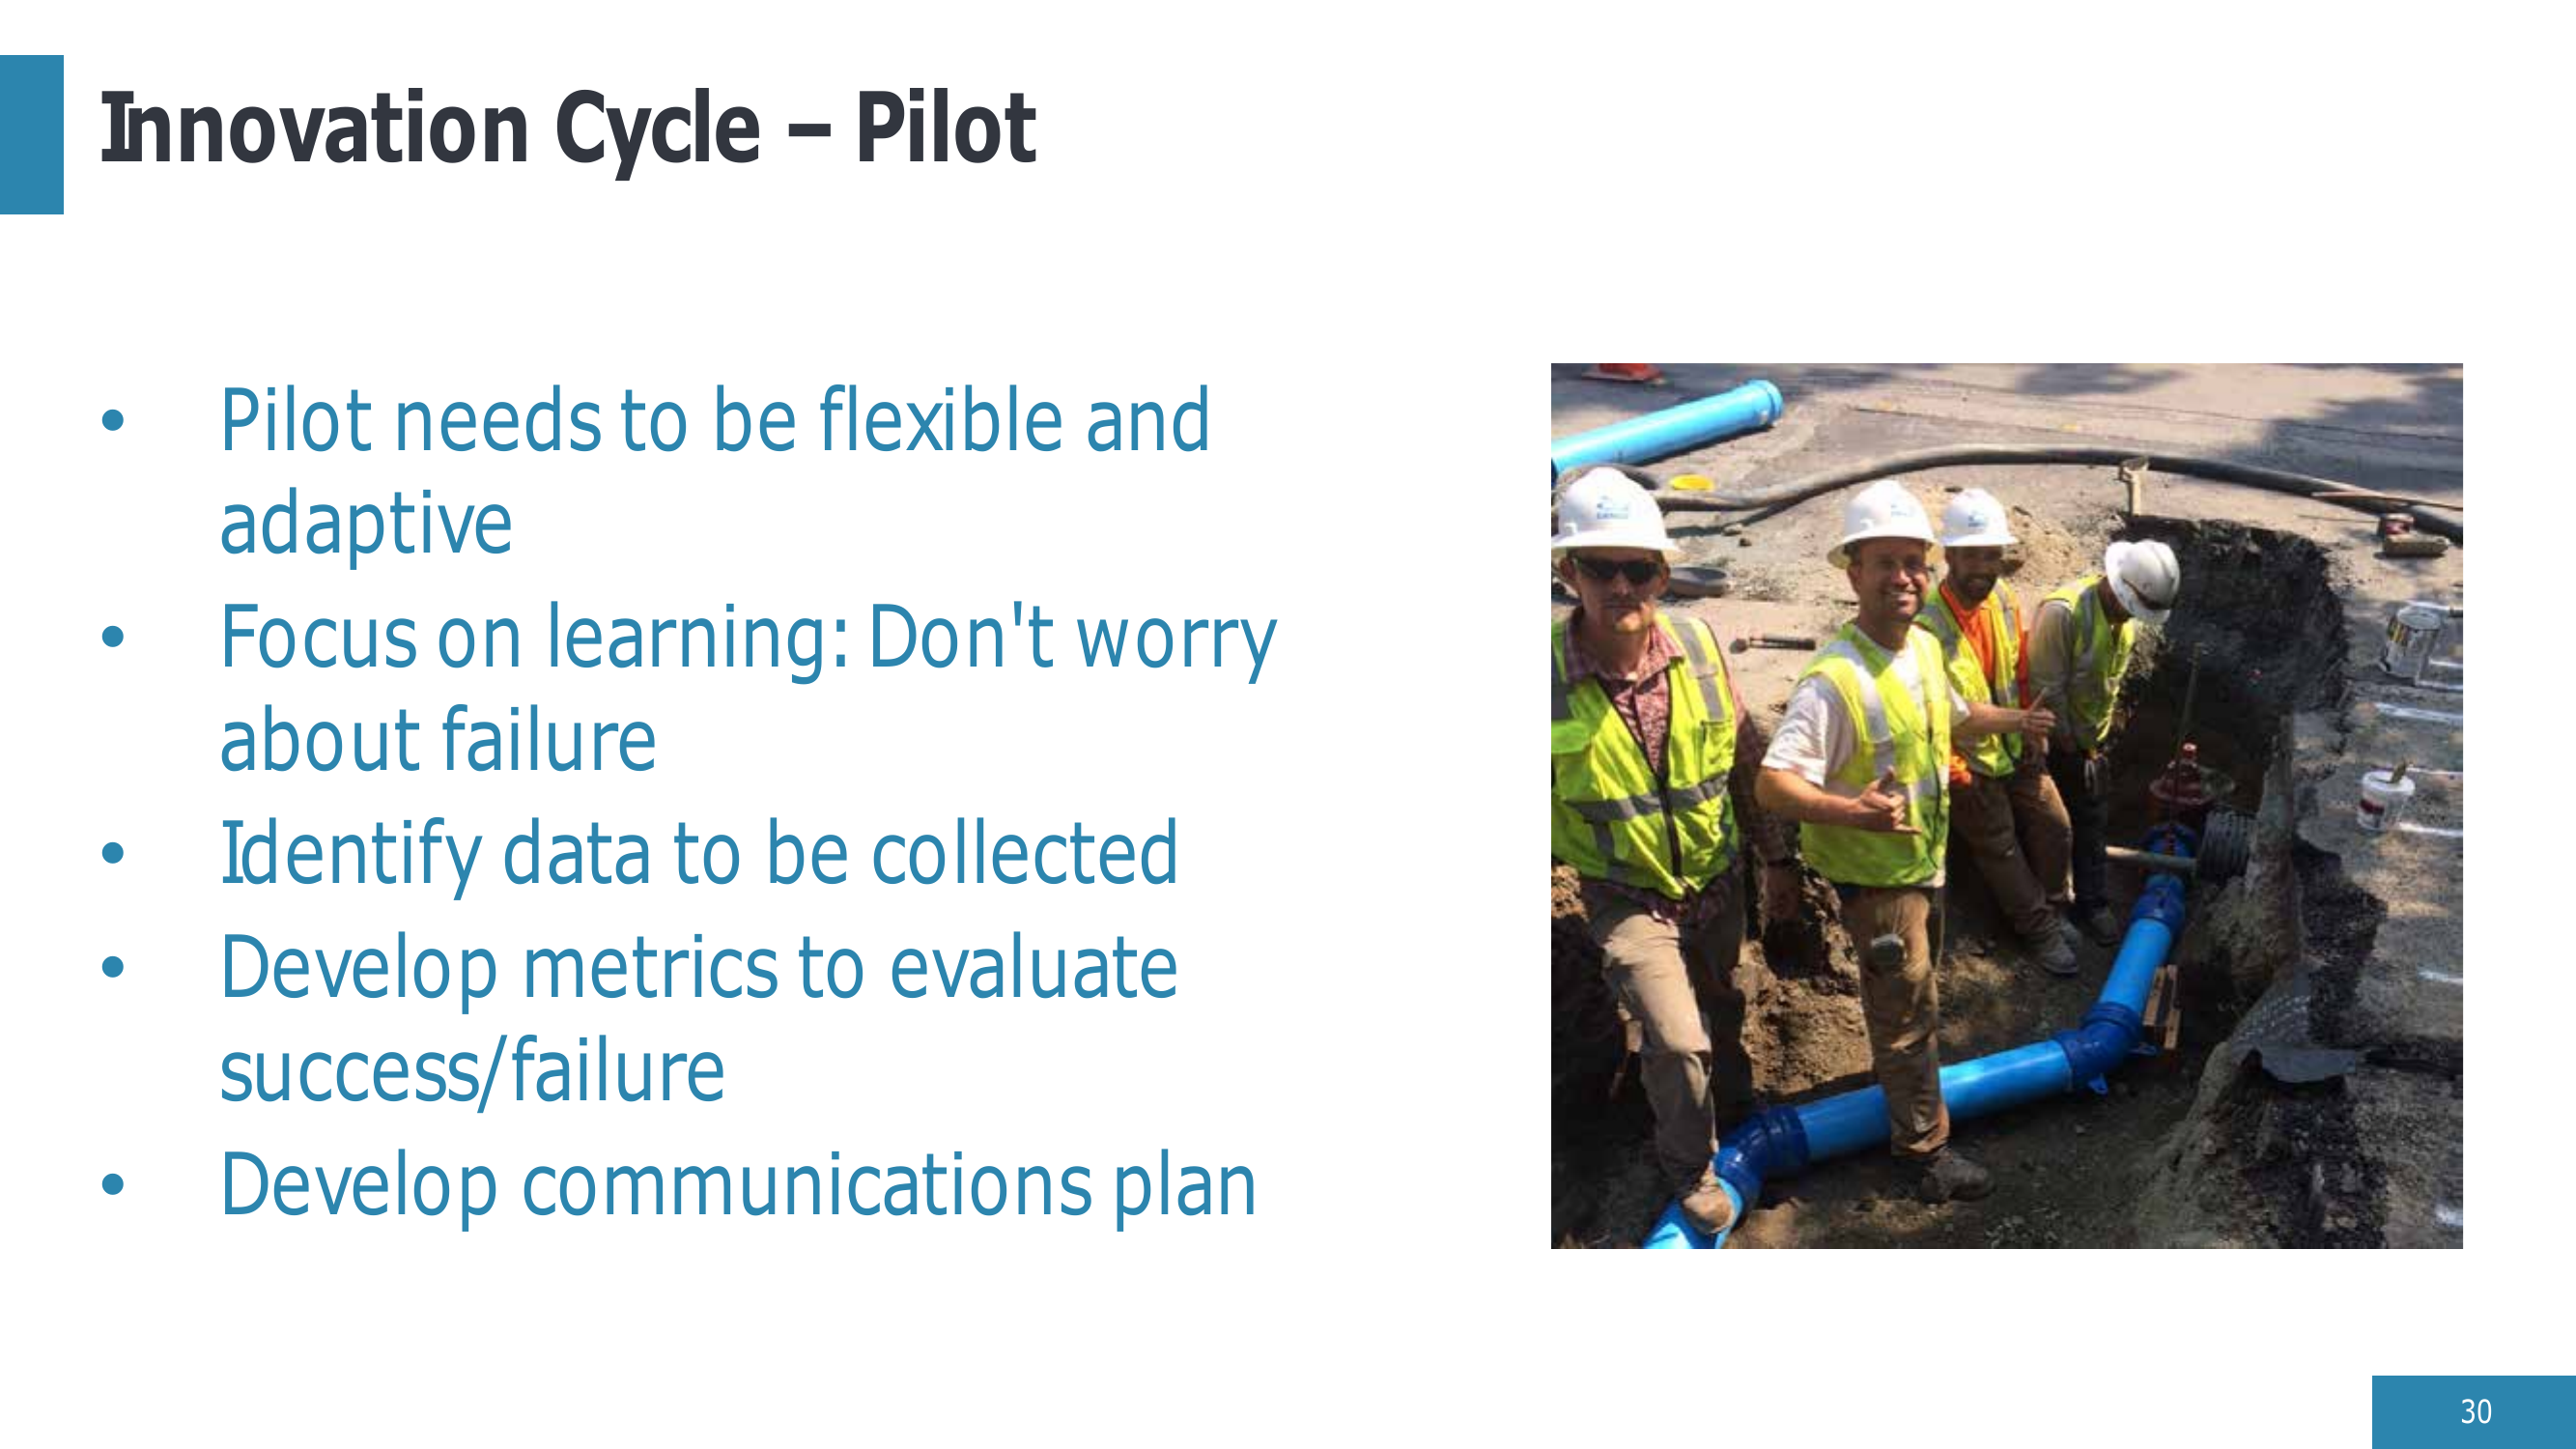 Innovation Cycle – Pilot
• Pilot needs to be flexible and
adaptive
• Focus on learning: Don't worry
about failure
• Identify data to be collected
• Develop metrics to evaluate
success/failure
• Develop communications plan
30